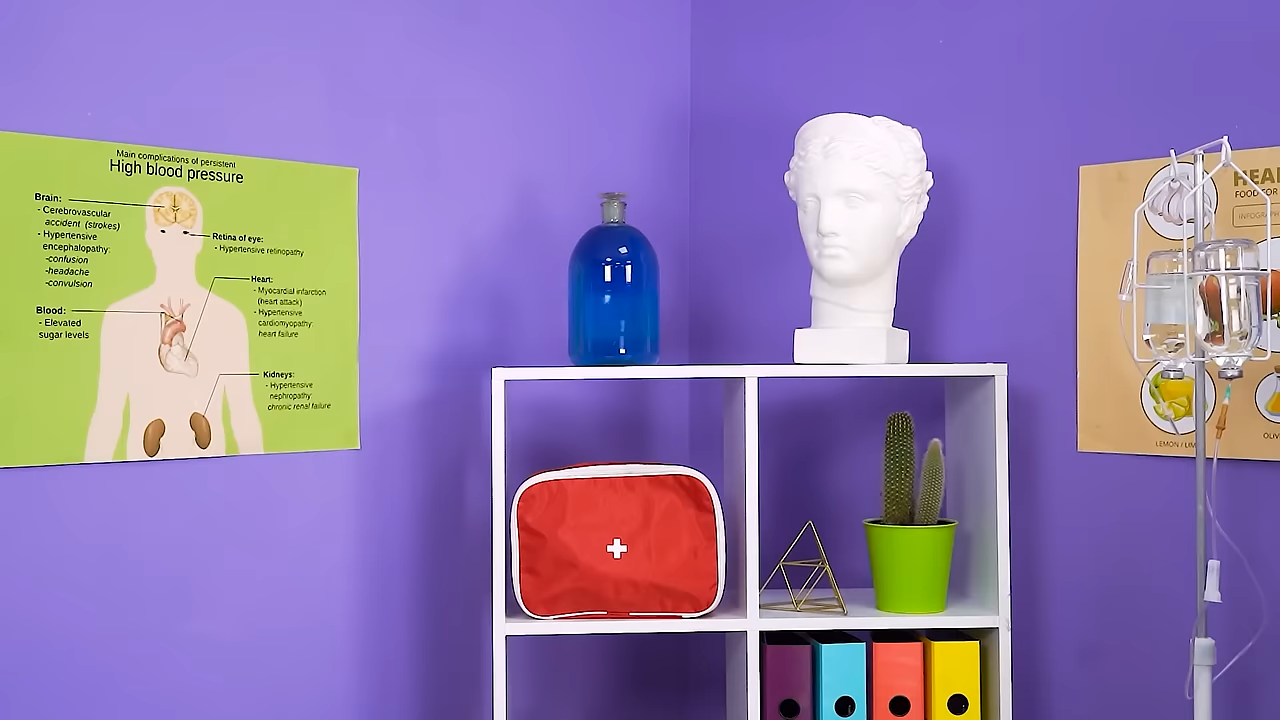 Main complications of persistent
High blood pressure
Brain:
- Cerebrovascular
accident (strokes)
- Hypertensive
encephalopathy:
-confusion
-headache
-convulsion
Retina of eye:
- Hypertensive retinopathy
Heart:
- Myocardial infarction
(heart attack)
- Hypertensive
cardiomyopathy:
heart failure
Blood:
- Elevated
sugar levels
Kidneys:
- Hypertensive
nephropathy:
chronic renal failure
FOOD FOR
LEMON / LIM